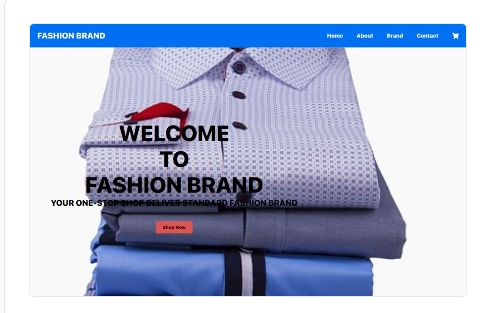 FASHION BRAND
Home About Brand Contact
WELCOME
TO
FASHION BRAND
YOUR ONE-STOP SHOP DELIVER STANDARD FASHION BRAND
Shop Now